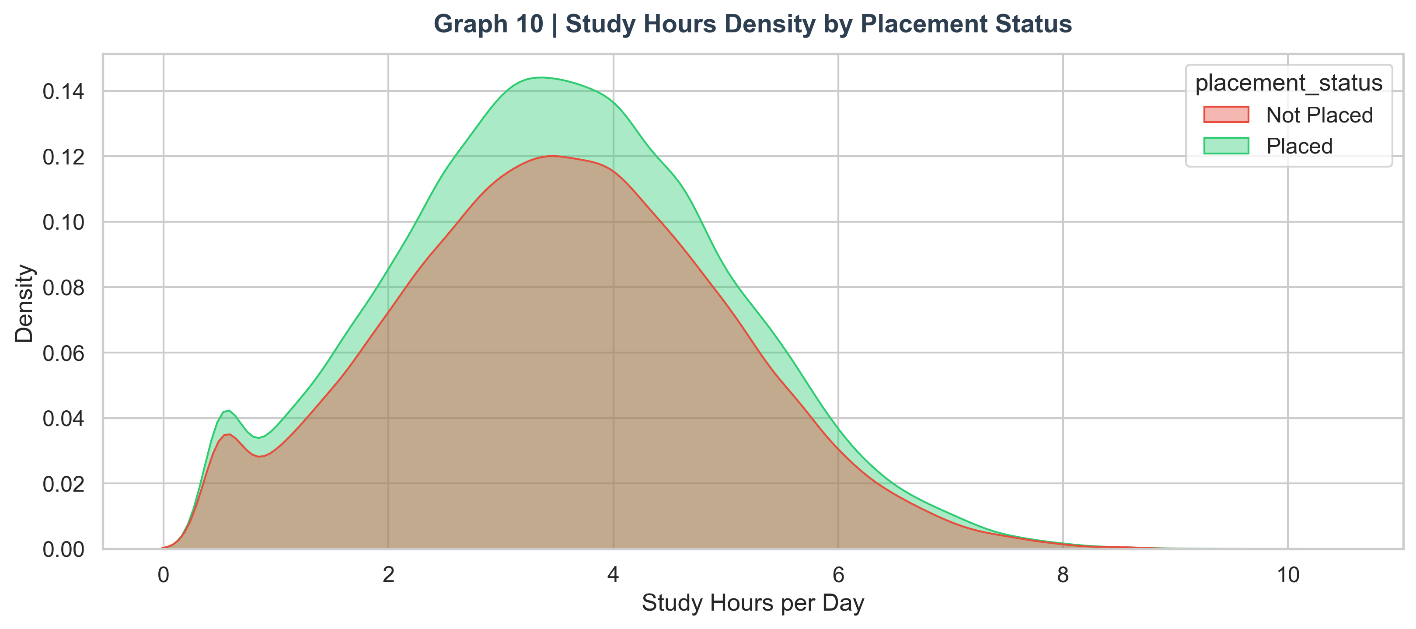 Graph 10 | Study Hours Density by Placement Status
placement_status
Not Placed
Placed
Density
0.14
0.12
0.10
0.08
0.06
0.04
0.02
0.00
0 2 4 6 8 10
Study Hours per Day